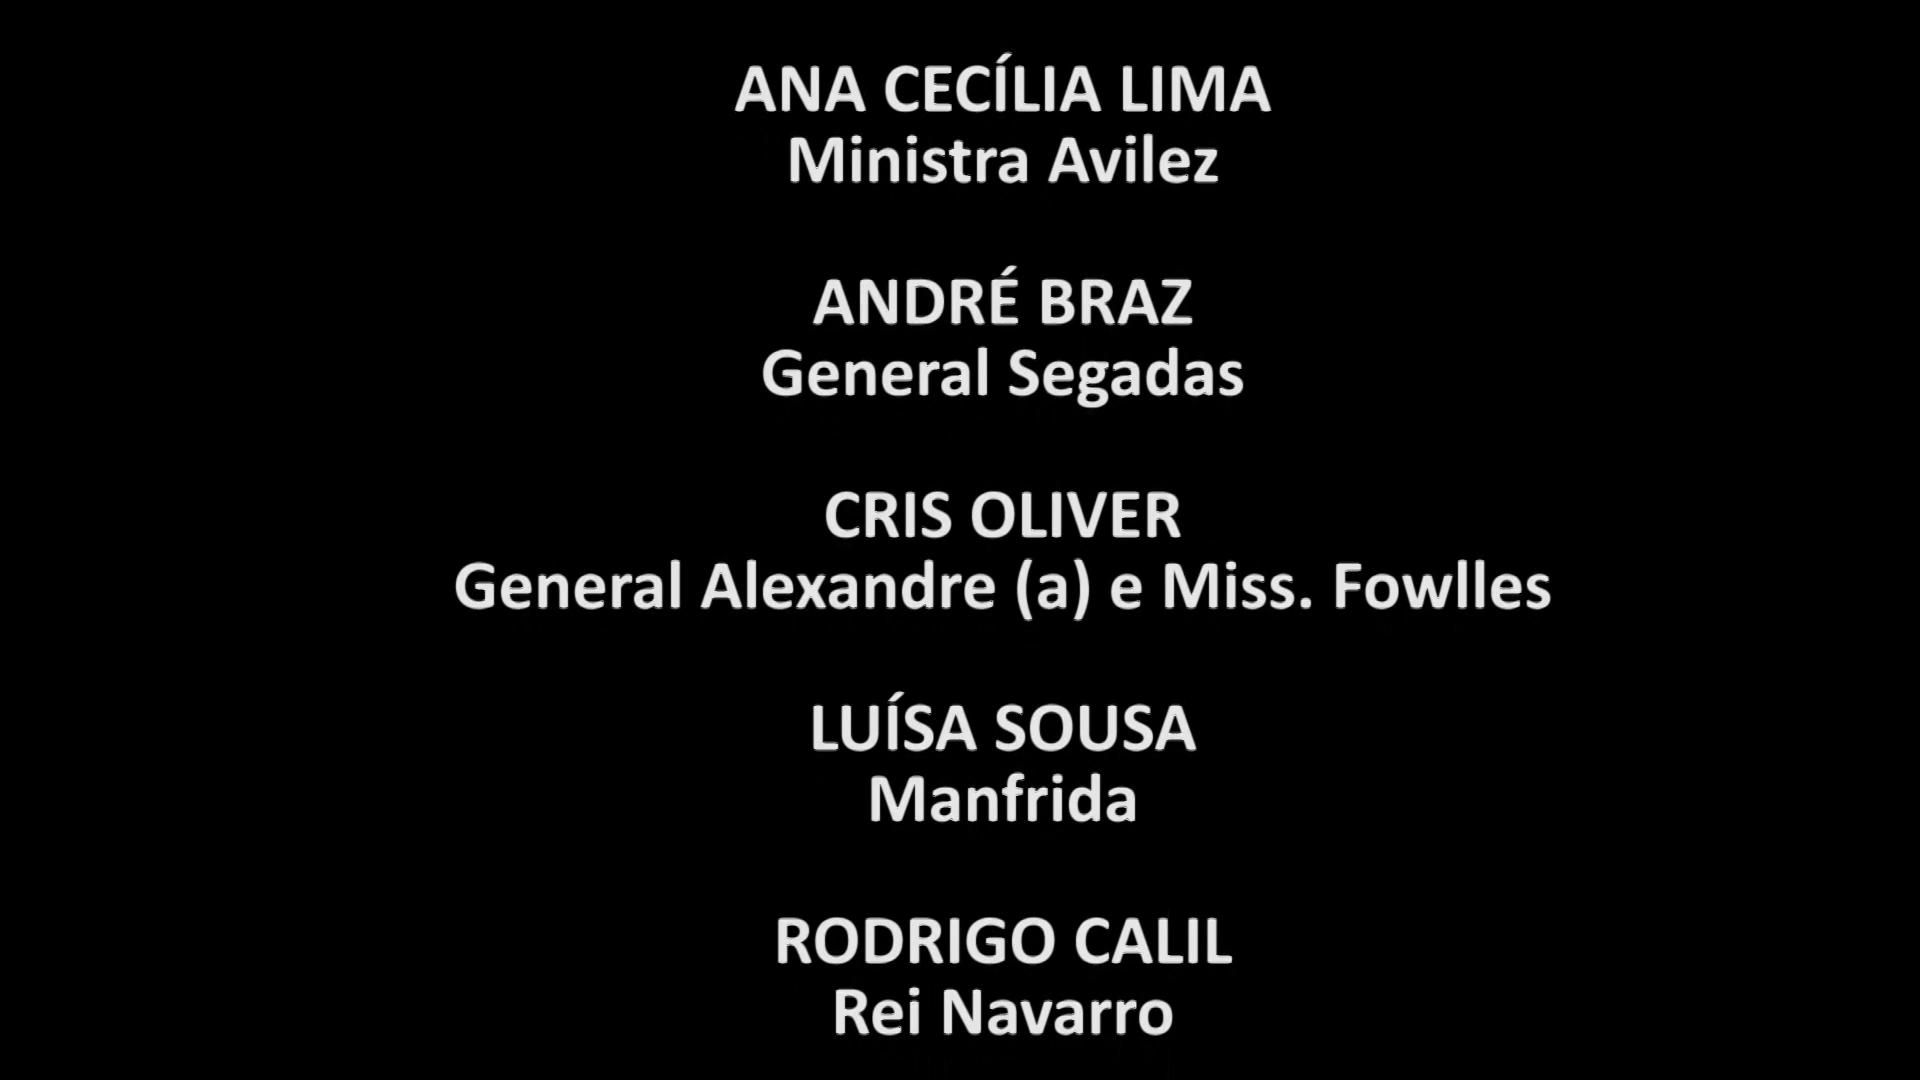 ANA CECÍLIA LIMA
Ministra Avilez
ANDRÉ BRAZ
General Segadas
CRIS OLIVER
General Alexandre (a) e Miss. Fowlles
LUÍSA SOUSA
Manfrida
RODRIGO CALIL
Rei Navarro